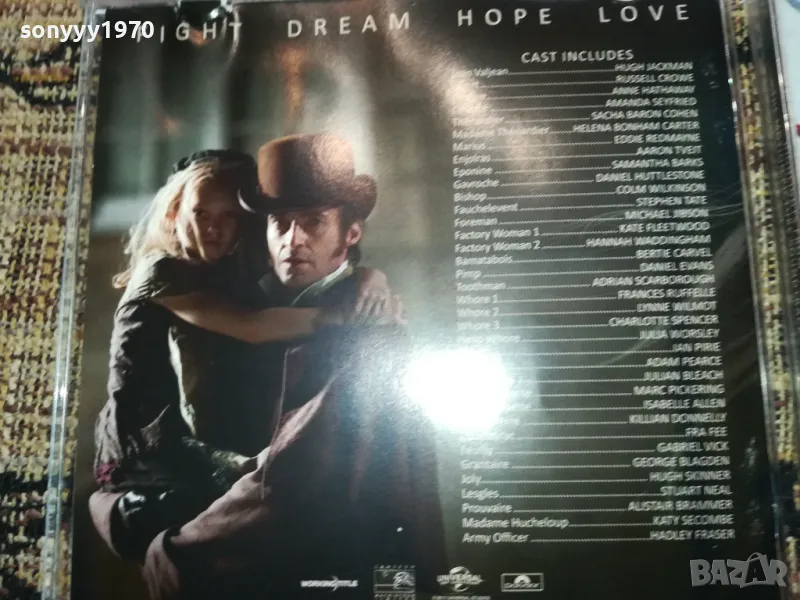 sonyyy1970
FIGHT DREAM HOPE LOVE
CAST INCLUDES
Valjean HUGH JACKMAN
RUSSELL CROWE
ANNE HATHAWAY
AMANDA SEYFRIED
SACHA BARON COHEN
Madame Thénardier HELENA BONHAM CARTER
Marius EDDIE REDMAYNE
Enjolras AARON TVEIT
Eponine SAMANTHA BARKS
Gavroche DANIEL HUTTLESTONE
Bishop COLM WILKINSON
Fauchelevent STEPHEN TATE
Foreman MICHAEL JIBSON
Factory Woman 1 KATE FLEETWOOD
Factory Woman 2 HANNAH WADDINGHAM
Bamatabois BERTIE CARVEL
Pimp DANIEL EVANS
Toothman ADRIAN SCARBOROUGH
Whore 1 FRANCES RUFFELLE
Whore 2 LYNNE WILMOT
Whore 3 CHARLOTTE SPENCER
JULIA WORSLEY
IAN PIRIE
ADAM PEARCE
JULIAN BLEACH
MARC PICKERING
ISABELLE ALLEN
KILLIAN DONNELLY
FRA FEE
GABRIEL VICK
Grantaire GEORGE BLAGDEN
Joly HUGH SKINNER
Lesgles STUART NEAL
Prouvaire ALISTAIR BRAMMER
Madame Hucheloup KATY SECOMBE
Army Officer HADLEY FRASER
WORKING TITLE
UNIVERSAL
BAZAR